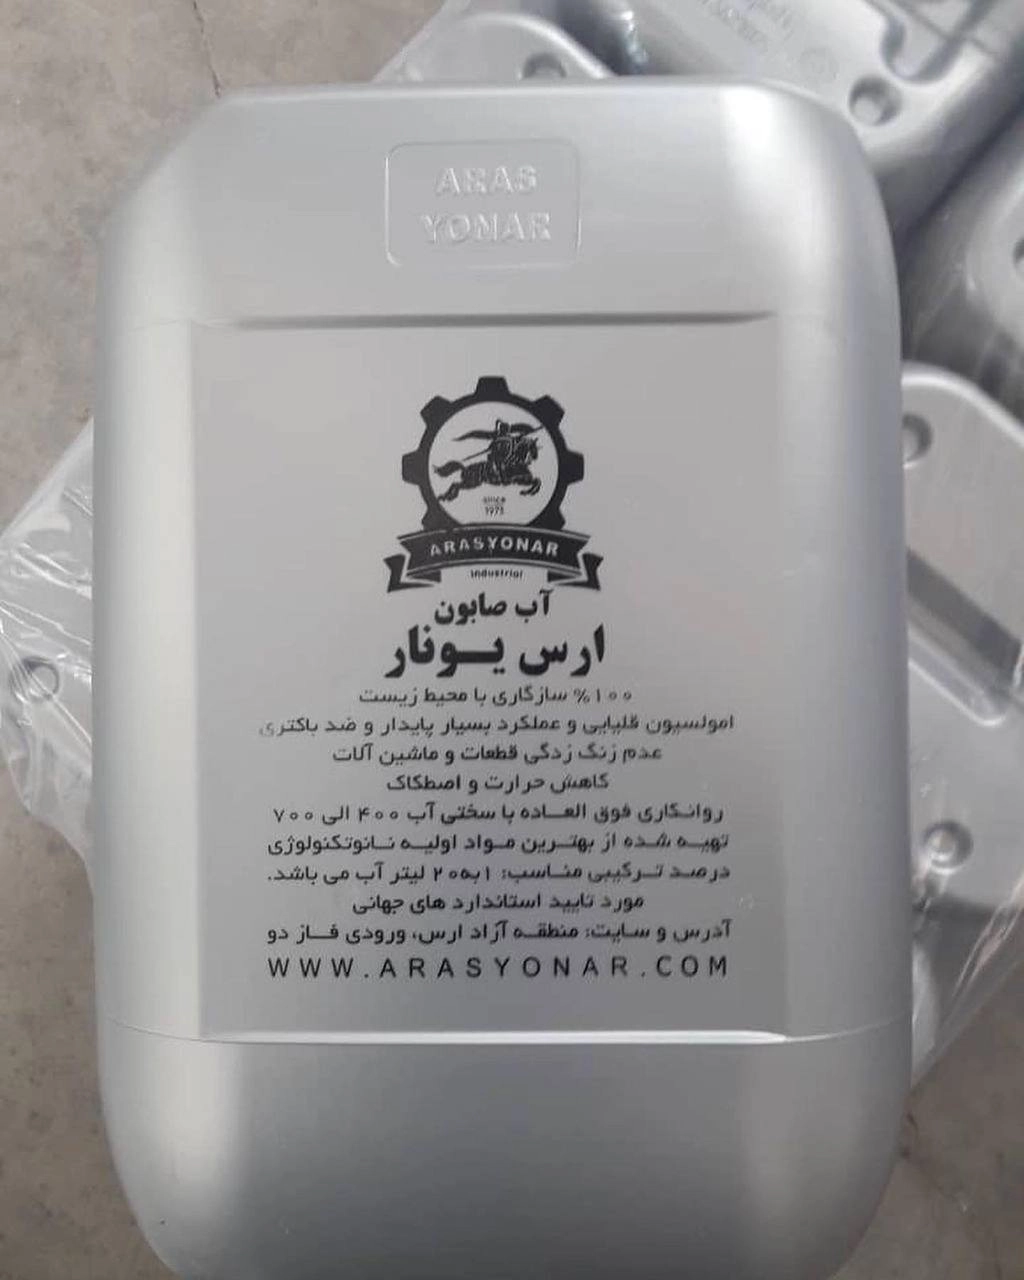 ARAS
YONAR
since
1975
ARASYONAR
industrial
آب صابون
ارس یونار
۱۰۰% سازگاری با محیط زیست
امولسیون قلیایی و عملکرد بسیار پایدار و ضد باکتری
عدم زنگ زدگی قطعات و ماشین آلات
کاهش حرارت و اصطکاک
روانکاری فوق العاده با سختی آب ۴۰۰ الی ۷۰۰
تهیه شده از بهترین مواد اولیه نانوتکنولوژی
درصد ترکیبی مناسب: ۱ به ۲۰ لیتر آب می باشد.
مورد تایید استاندارد های جهانی
آدرس و سایت: منطقه آزاد ارس، ورودی فاز دو
WWW.ARASYONAR.COM